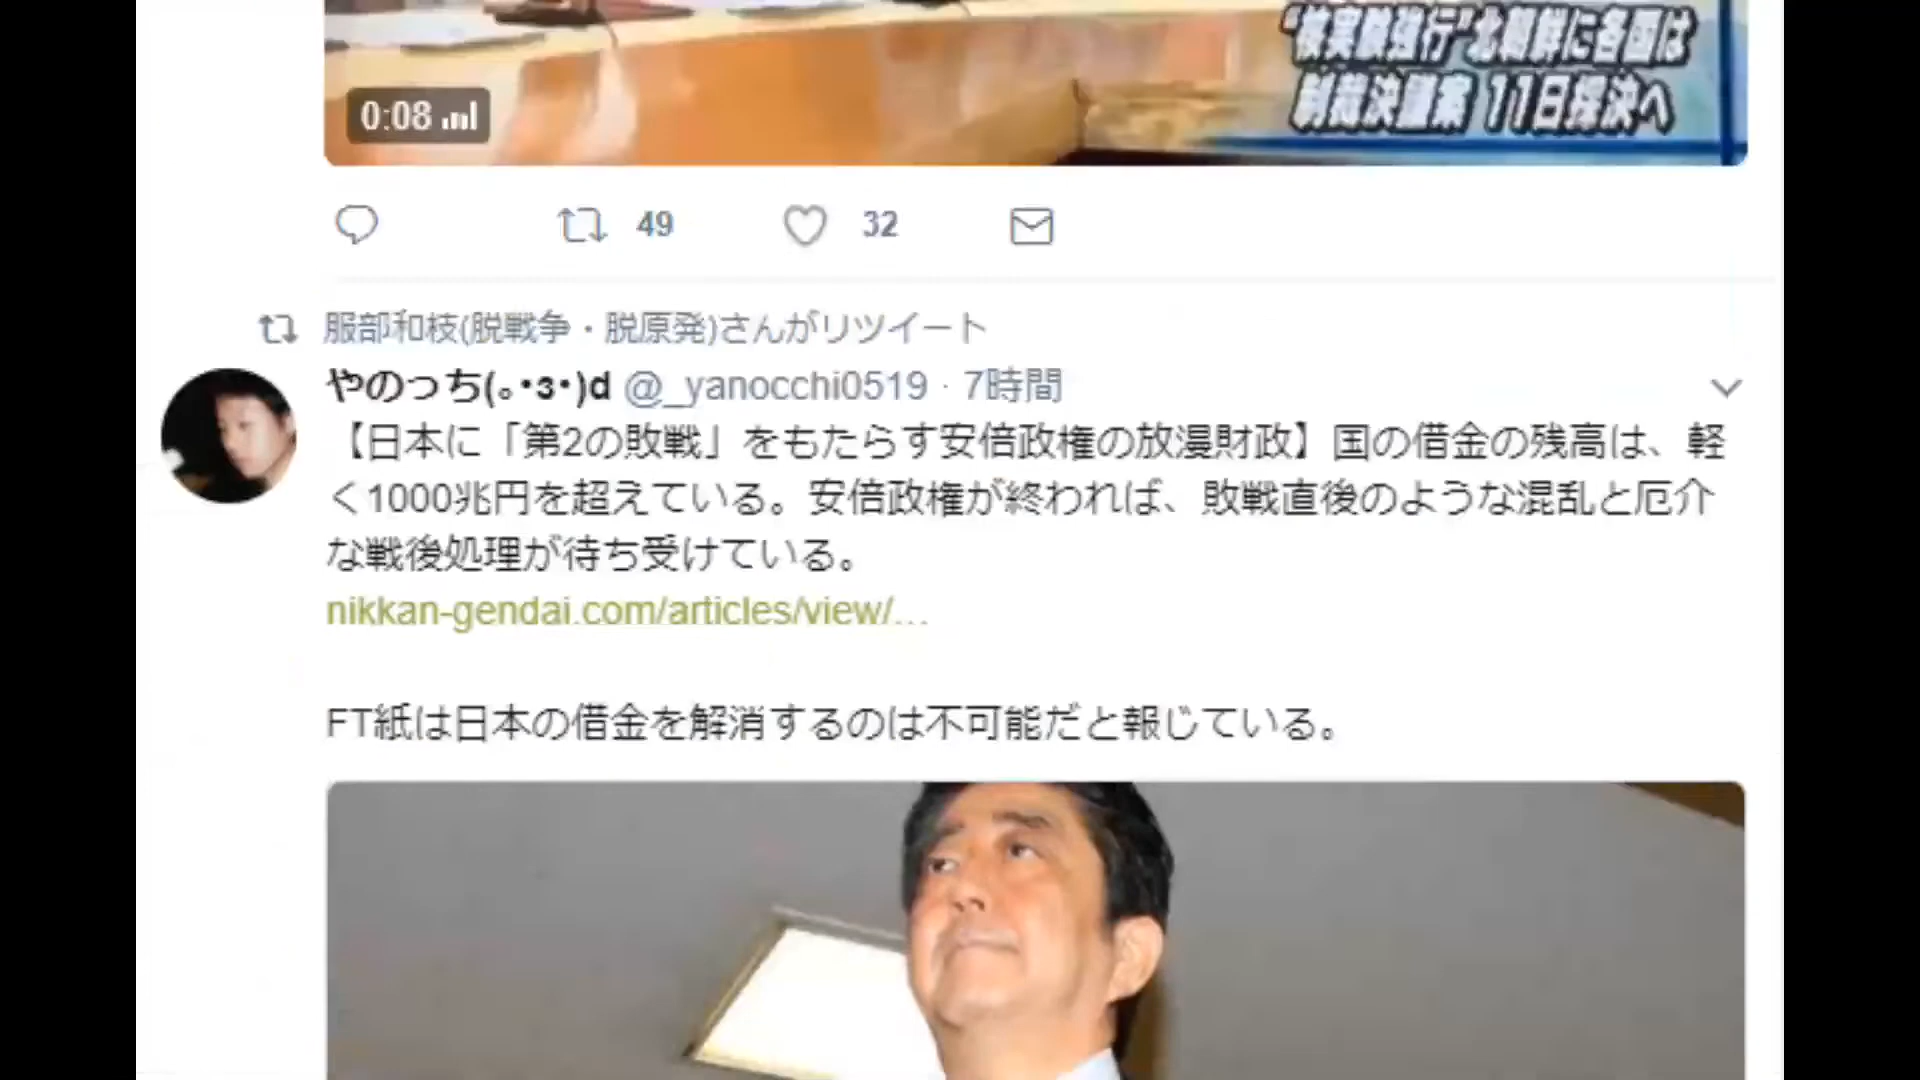 “核実験強行”北朝鮮に各国は
制裁決議案 11日採決へ
0:08
49
32
服部和枝(脱戦争・脱原発)さんがリツイート
やのっち(｡･з･)d @_yanocchi0519 · 7時間
【日本に「第2の敗戦」をもたらす安倍政権の放漫財政】国の借金の残高は、軽
く1000兆円を超えている。安倍政権が終われば、敗戦直後のような混乱と厄介
な戦後処理が待ち受けている。
nikkan-gendai.com/articles/view/…
FT紙は日本の借金を解消するのは不可能だと報じている。